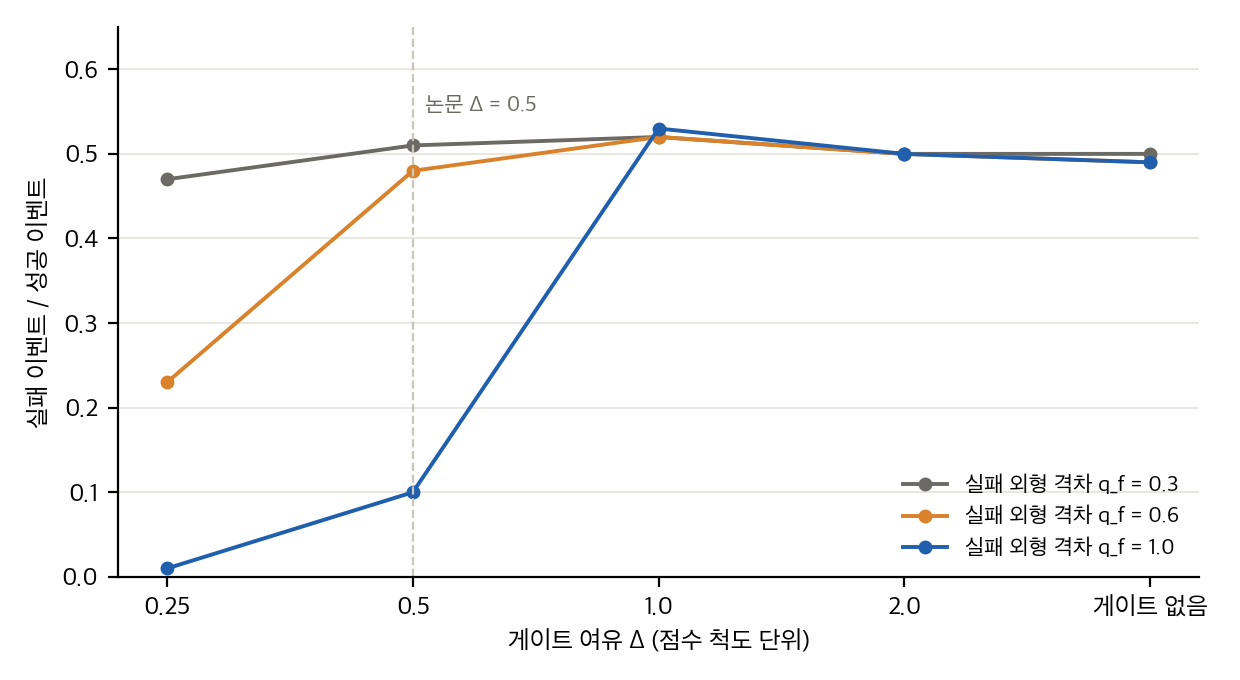 0.6
0.5
0.4
0.3
0.2
0.1
0.0
실패 이벤트 / 성공 이벤트
논문 Δ = 0.5
실패 외형 격차 q_f = 0.3
실패 외형 격차 q_f = 0.6
실패 외형 격차 q_f = 1.0
0.25 0.5 1.0 2.0 게이트 없음
게이트 여유 Δ (점수 척도 단위)